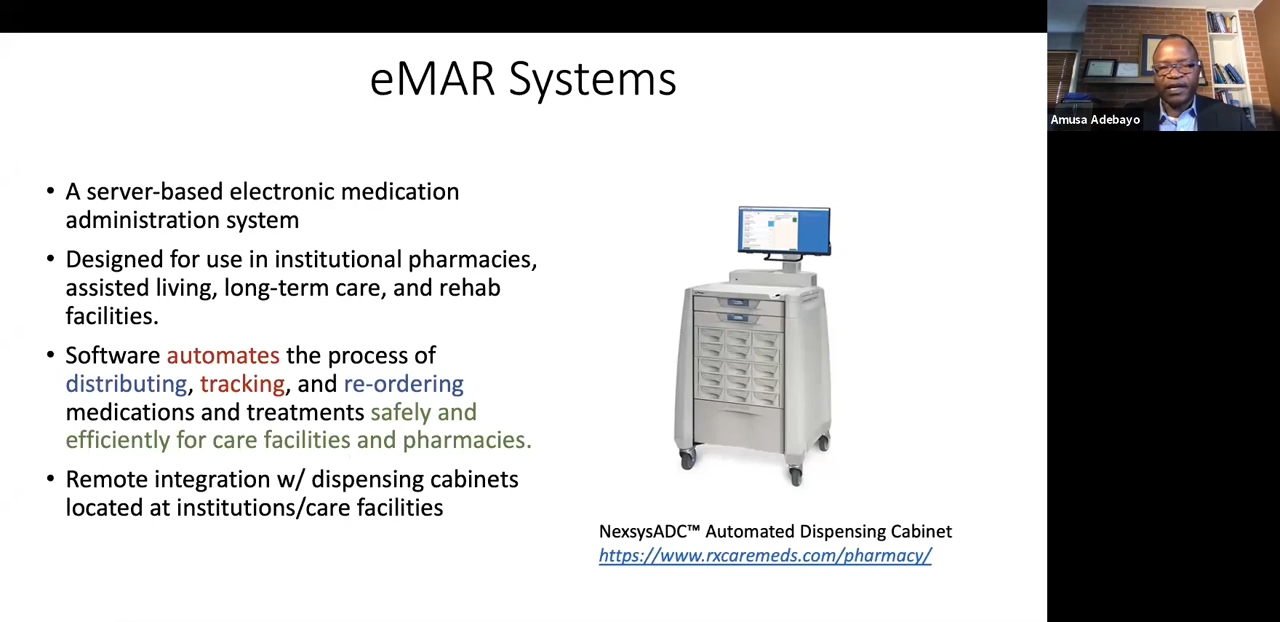 eMAR Systems
• A server-based electronic medication
administration system
• Designed for use in institutional pharmacies,
assisted living, long-term care, and rehab
facilities.
• Software automates the process of
distributing, tracking, and re-ordering
medications and treatments safely and
efficiently for care facilities and pharmacies.
• Remote integration w/ dispensing cabinets
located at institutions/care facilities
NexsysADC™ Automated Dispensing Cabinet
https://www.rxcaremeds.com/pharmacy/
Amusa Adebayo